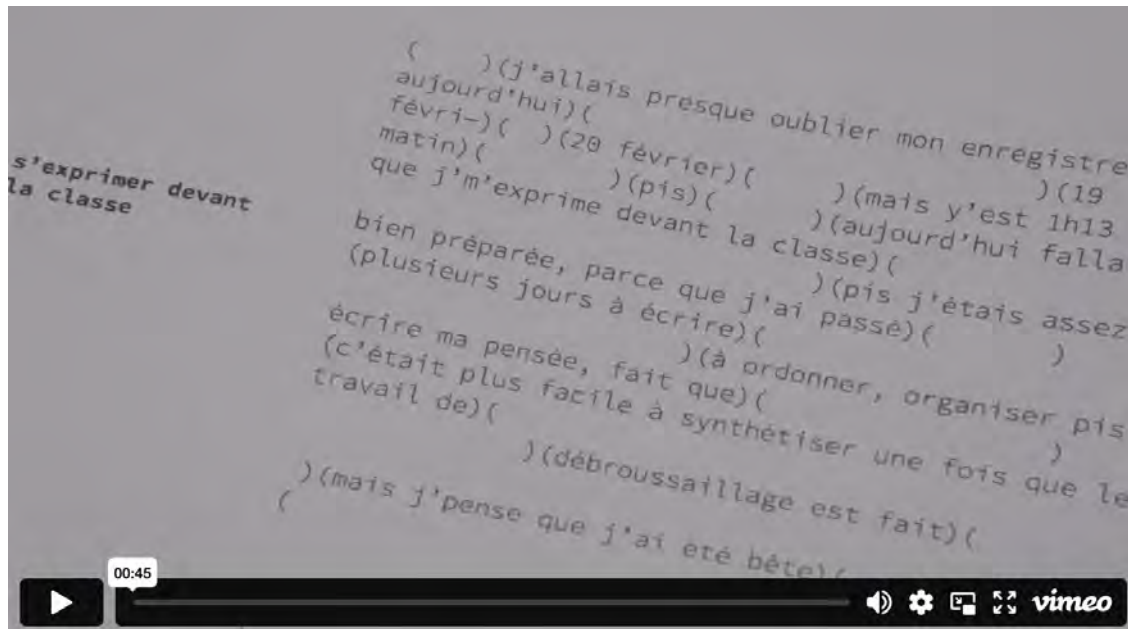 s'exprimer devant
la classe
(    )(j'allais presque oublier mon enregistre
aujourd'hui)(                              )(19
févri—)(  )(20 février)(      )(mais y'est 1h13
matin)(        )(pis)(      )(aujourd'hui falla
que j'm'exprime devant la classe)(
)(pis j'étais assez
bien préparée, parce que j'ai passé)(        )
(plusieurs jours à écrire)(
)(à ordonner, organiser pis
écrire ma pensée, fait que)(                 )
(c'était plus facile à synthétiser une fois que le
travail de)(
)(débroussaillage est fait)(
)(mais j'pense que j'ai été bête)(
(
00:45
vimeo